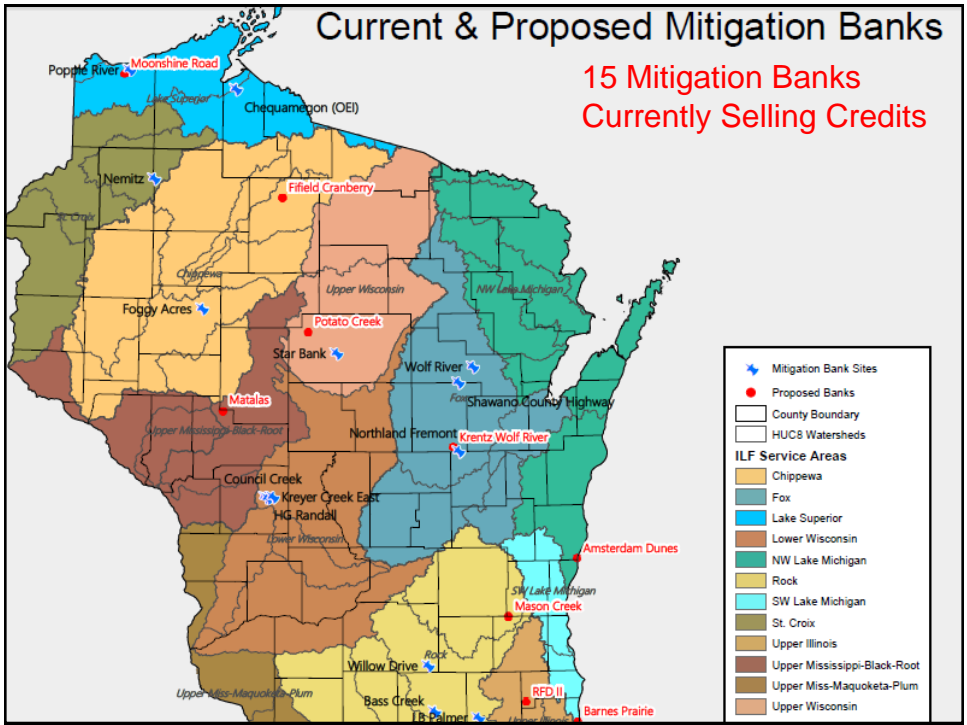 Current & Proposed Mitigation Banks
15 Mitigation Banks
Currently Selling Credits
Popple River
Moonshine Road
Lake Superior
Chequamegon (OEI)
Nemitz
Fifield Cranberry
St. Croix
Chippewa
Upper Wisconsin
NW Lake Michigan
Foggy Acres
Potato Creek
Star Bank
Wolf River
Matalas
Fox
Shawano County Highway
Upper Mississippi-Black-Root
Northland Fremont
Krentz Wolf River
Council Creek
Kreyer Creek East
HG Randall
Lower Wisconsin
Amsterdam Dunes
SW Lake Michigan
Mason Creek
Rock
Willow Drive
Upper Miss-Maquoketa-Plum
Bass Creek
RFD II
Barnes Prairie
LB Palmer
Upper Illinois
Mitigation Bank Sites
Proposed Banks
County Boundary
HUC8 Watersheds
ILF Service Areas
Chippewa
Fox
Lake Superior
Lower Wisconsin
NW Lake Michigan
Rock
SW Lake Michigan
St. Croix
Upper Illinois
Upper Mississippi-Black-Root
Upper Miss-Maquoketa-Plum
Upper Wisconsin